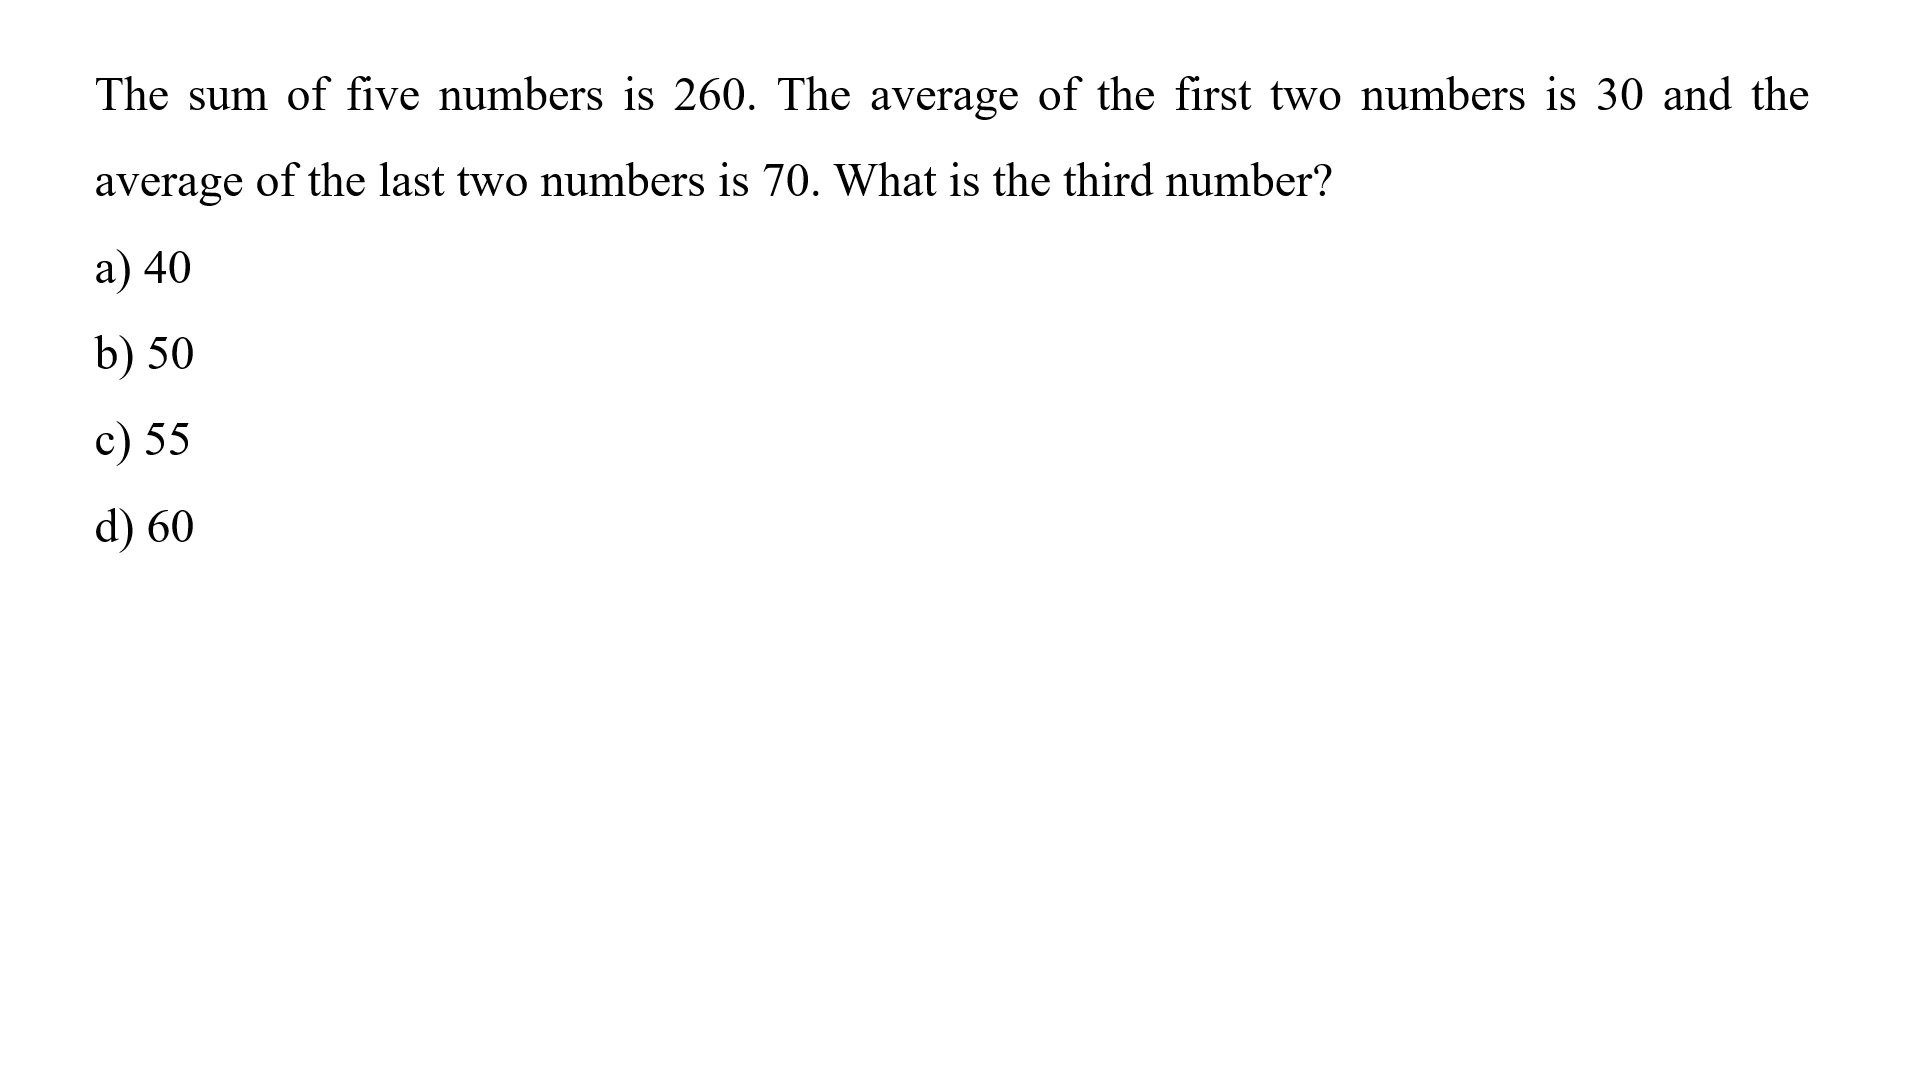 The sum of five numbers is 260. The average of the first two numbers is 30 and the
average of the last two numbers is 70. What is the third number?
a) 40
b) 50
c) 55
d) 60